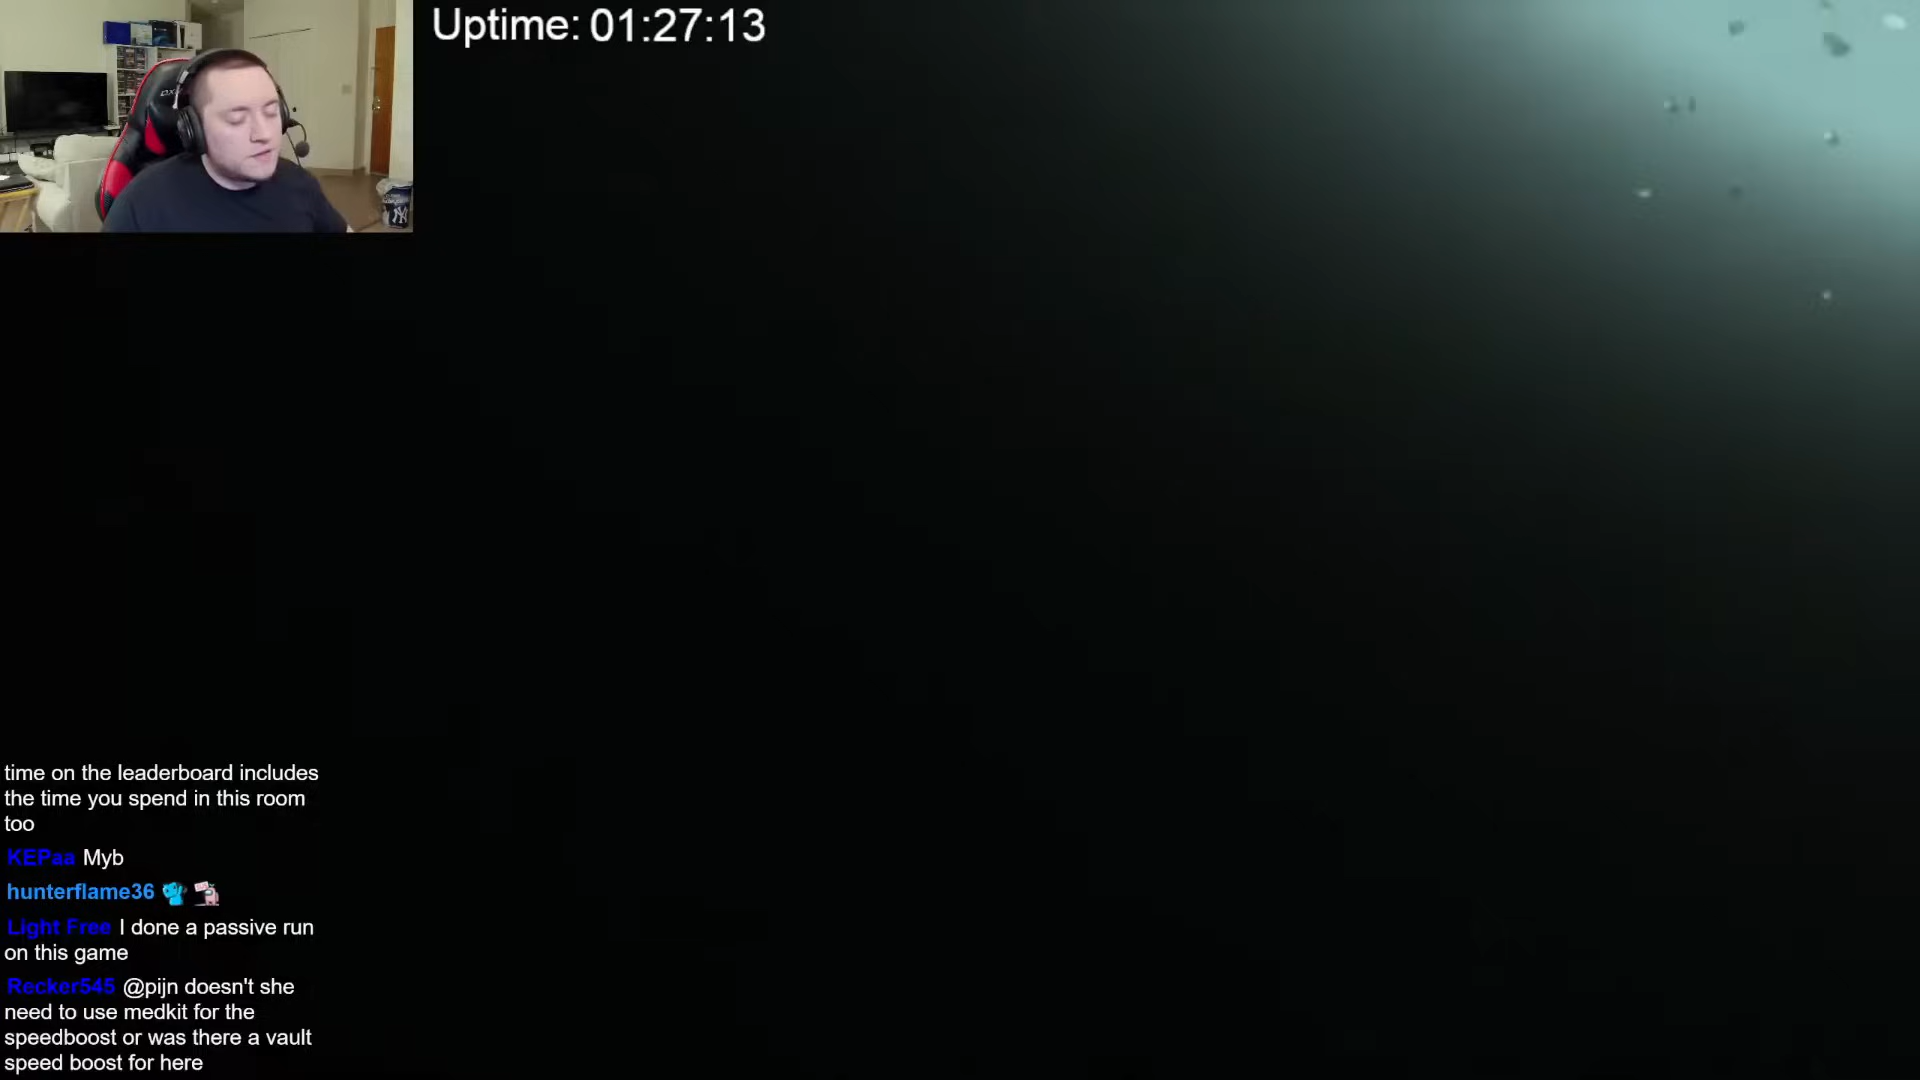 Uptime: 01:27:13
time on the leaderboard includes
the time you spend in this room
too
KEPaa Myb
hunterflame36
Light Free I done a passive run
on this game
Recker545 @pijn doesn't she
need to use medkit for the
speedboost or was there a vault
speed boost for here